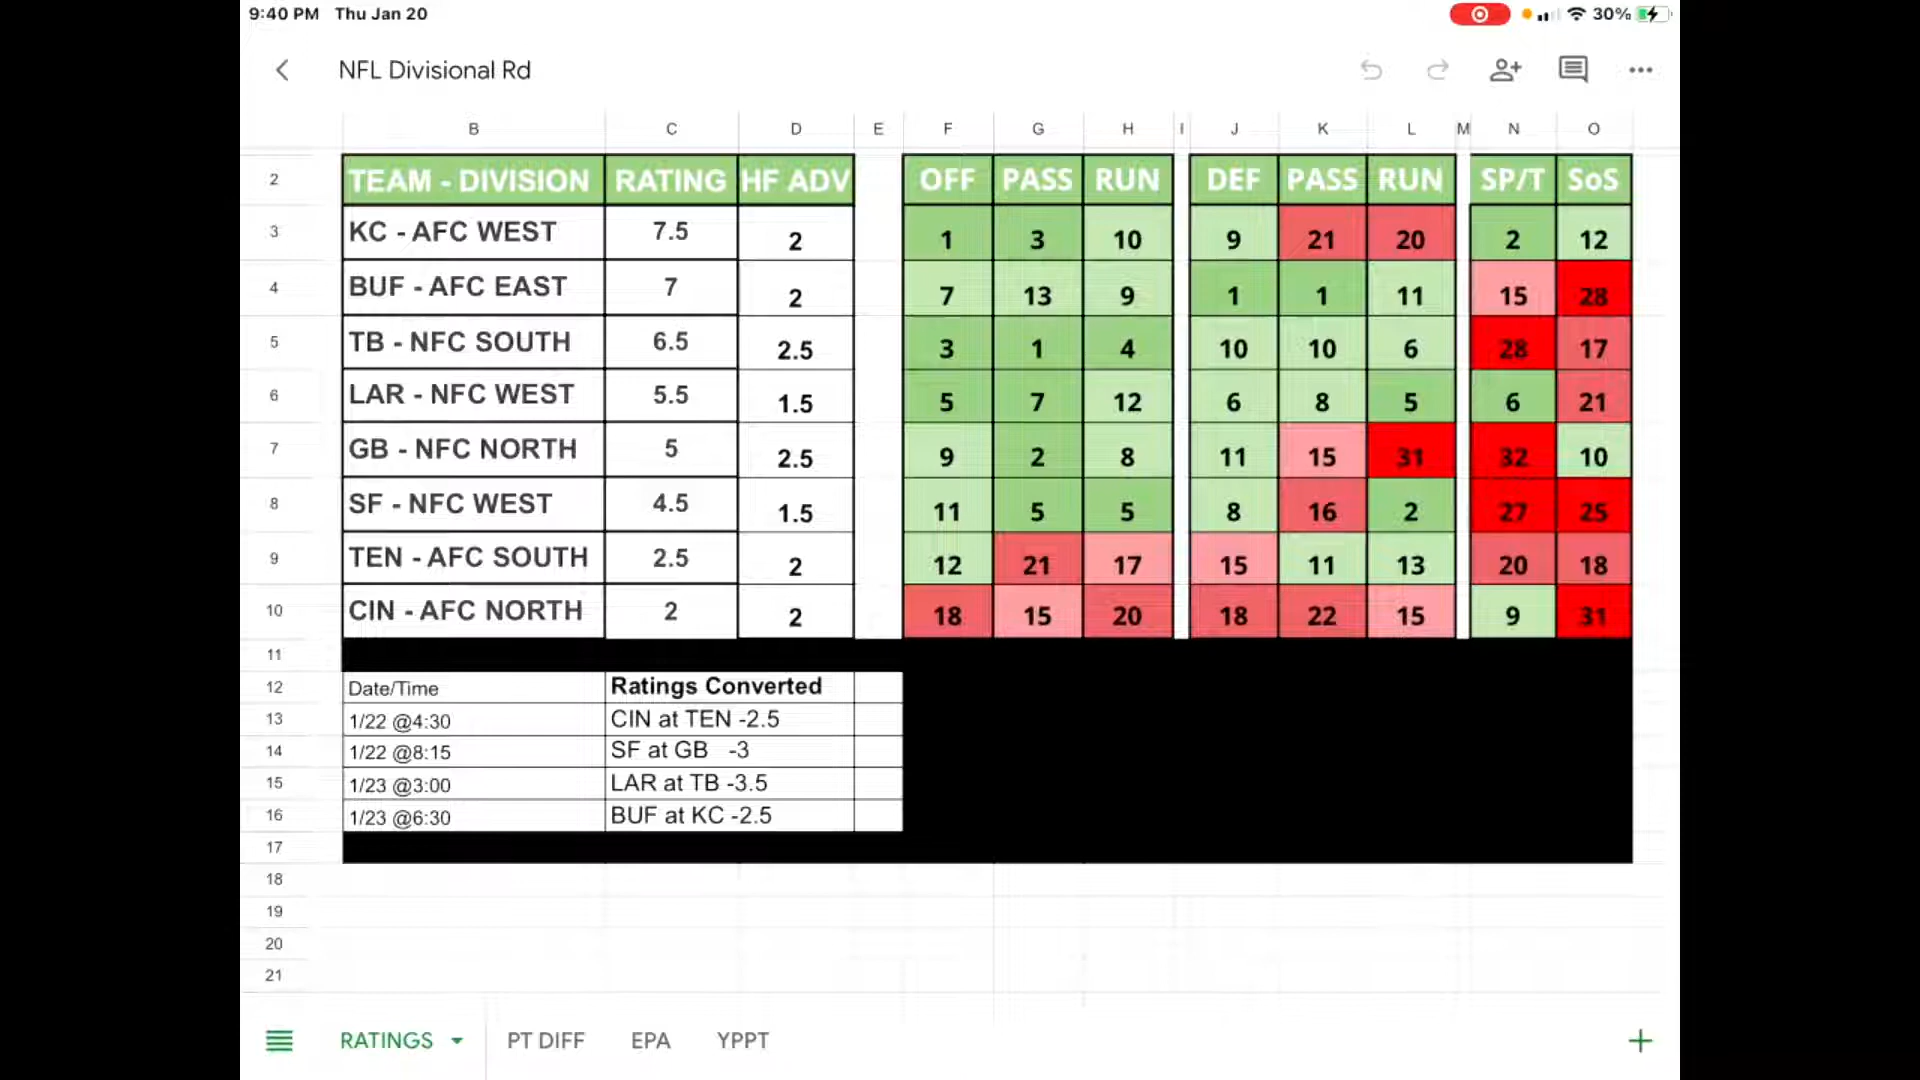 9:40 PM Thu Jan 20 30%
NFL Divisional Rd
B C D E F G H I J K L M N O
2 TEAM - DIVISION RATING HF ADV OFF PASS RUN DEF PASS RUN SP/T SoS
3 KC - AFC WEST 7.5 2 1 3 10 9 21 20 2 12
4 BUF - AFC EAST 7 2 7 13 9 1 1 11 15 28
5 TB - NFC SOUTH 6.5 2.5 3 1 4 10 10 6 28 17
6 LAR - NFC WEST 5.5 1.5 5 7 12 6 8 5 6 21
7 GB - NFC NORTH 5 2.5 9 2 8 11 15 31 32 10
8 SF - NFC WEST 4.5 1.5 11 5 5 8 16 2 27 25
9 TEN - AFC SOUTH 2.5 2 12 21 17 15 11 13 20 18
10 CIN - AFC NORTH 2 2 18 15 20 18 22 15 9 31
11
12 Date/Time Ratings Converted
13 1/22 @4:30 CIN at TEN -2.5
14 1/22 @8:15 SF at GB -3
15 1/23 @3:00 LAR at TB -3.5
16 1/23 @6:30 BUF at KC -2.5
17
18
19
20
21
RATINGS PT DIFF EPA YPPT